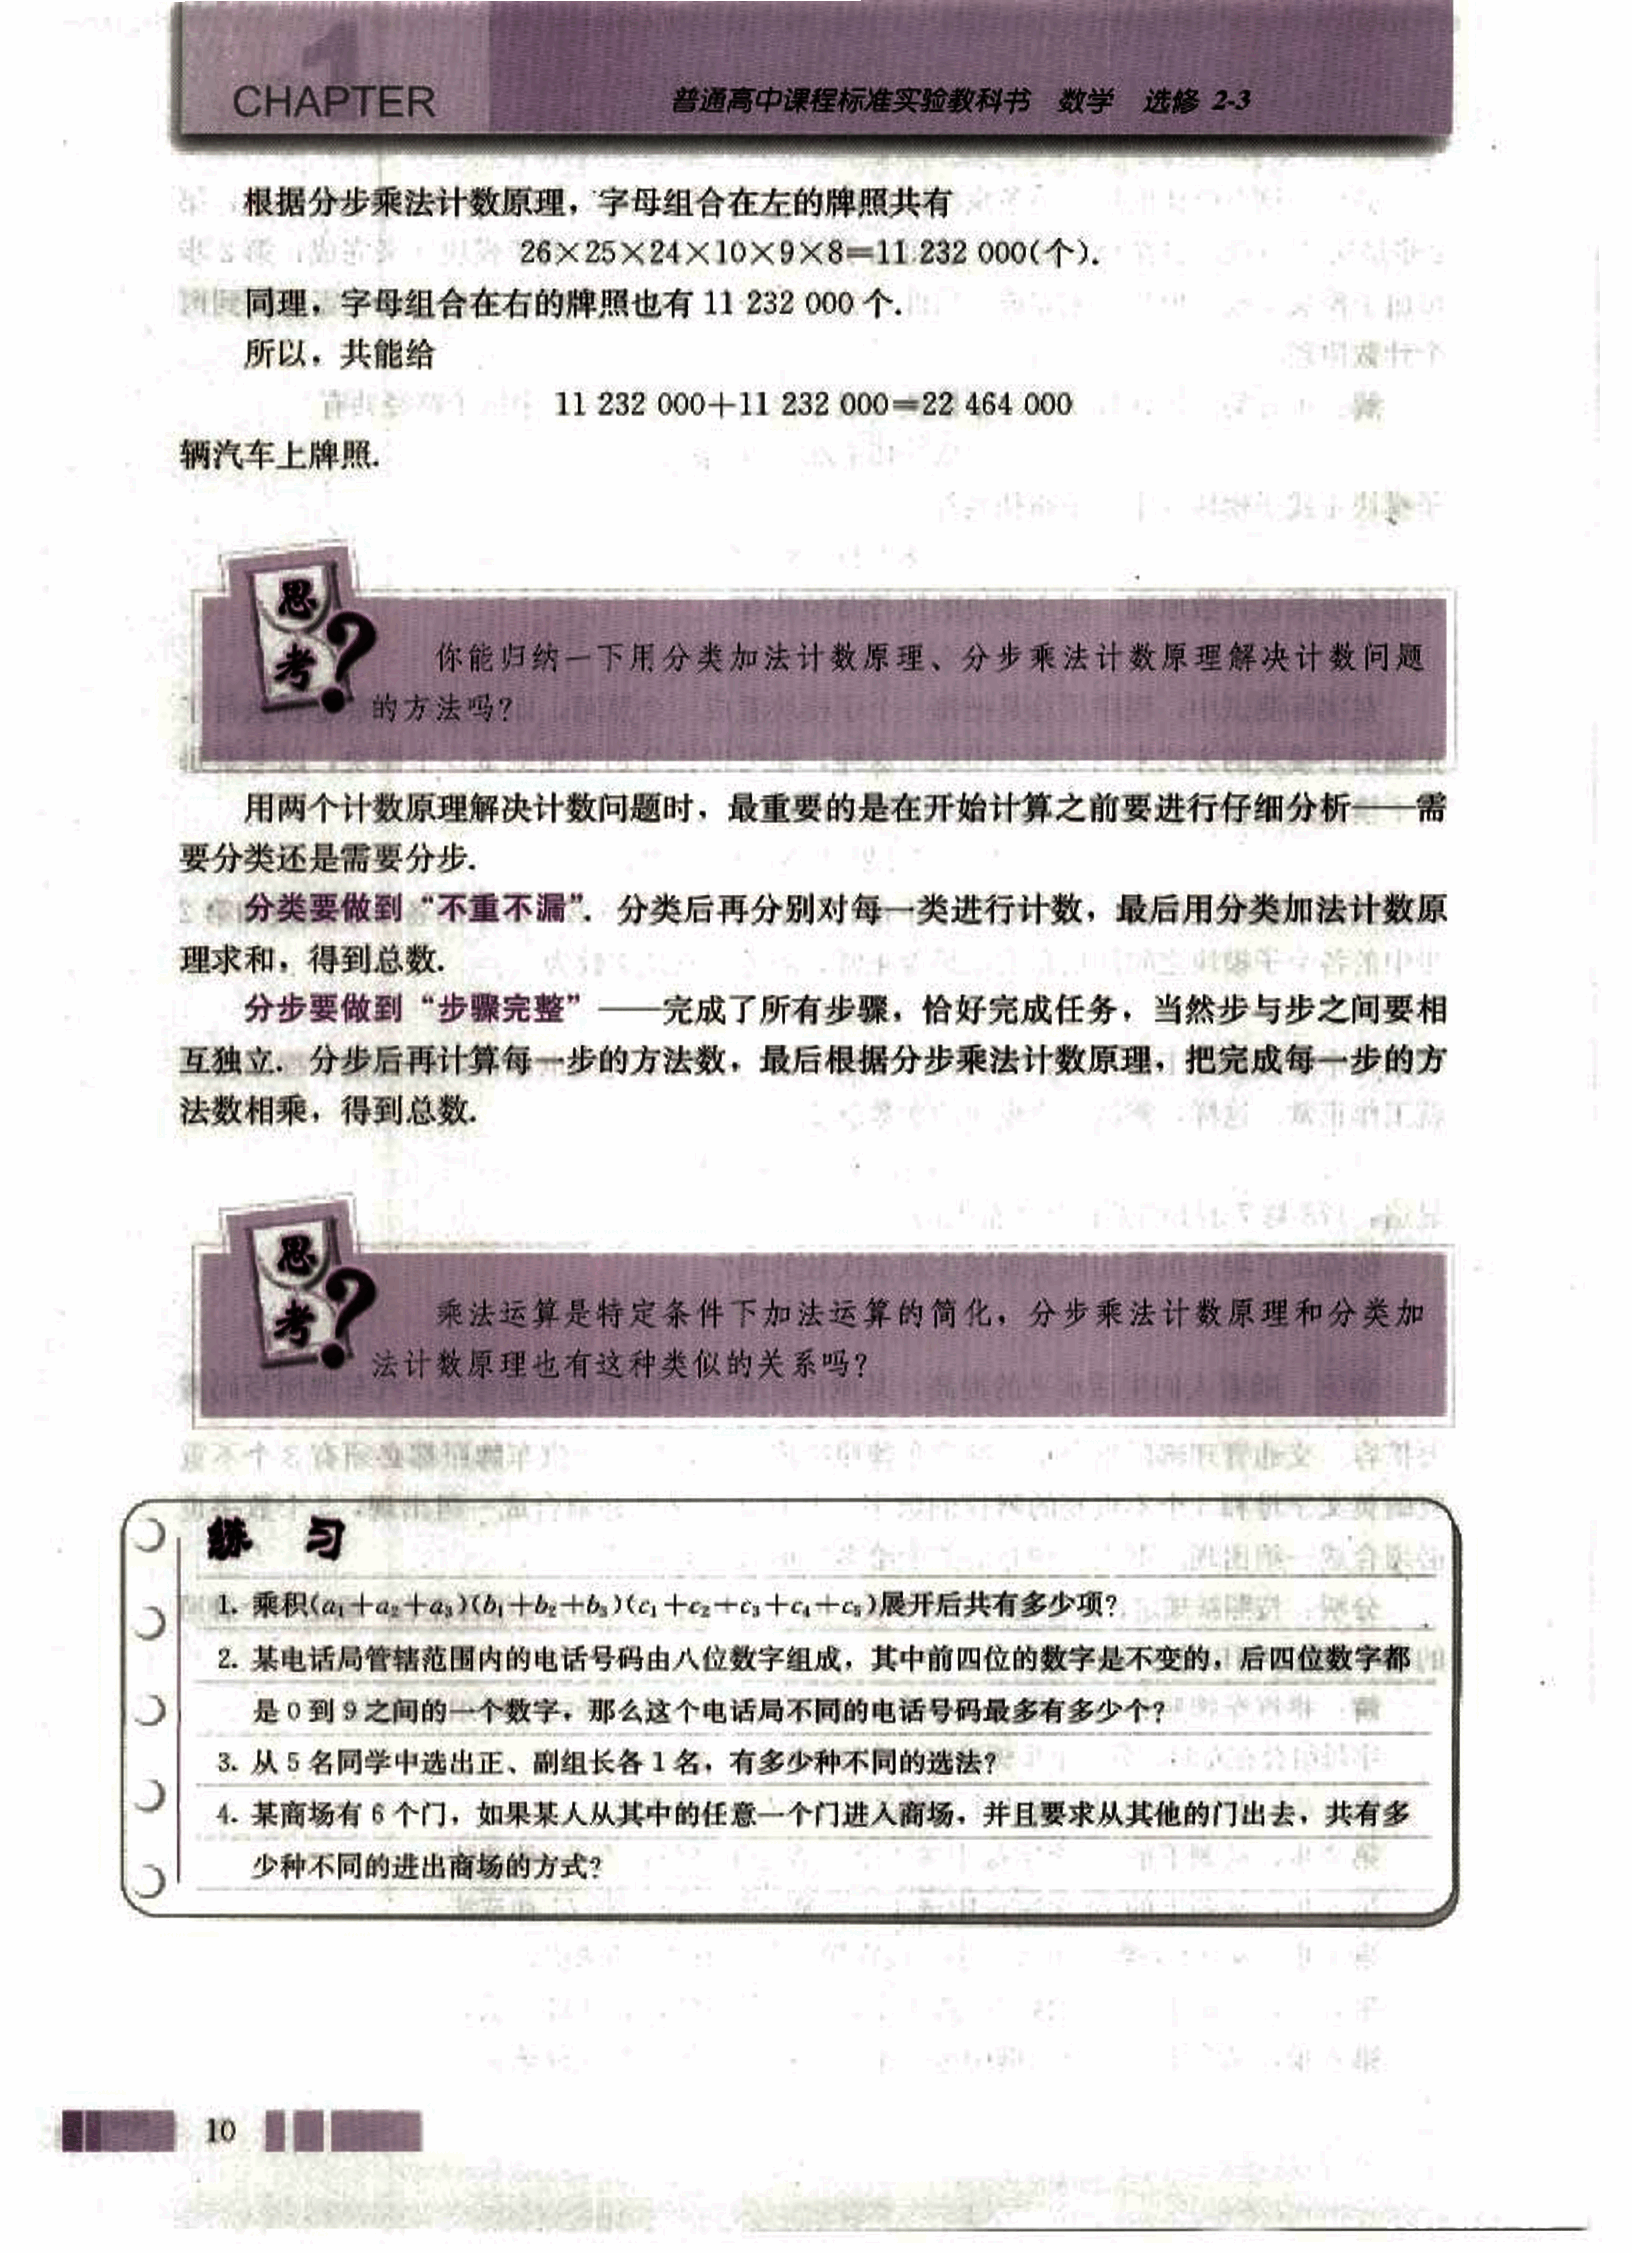 1
CHAPTER
普通高中课程标准实验教科书 数学 选修 2-3
根据分步乘法计数原理，字母组合在左的牌照共有
26×25×24×10×9×8=11 232 000(个).
同理，字母组合在右的牌照也有 11 232 000 个.
所以，共能给
11 232 000+11 232 000=22 464 000
辆汽车上牌照.
思考?
你能归纳一下用分类加法计数原理、分步乘法计数原理解决计数问题
的方法吗?
用两个计数原理解决计数问题时，最重要的是在开始计算之前要进行仔细分析——需
要分类还是需要分步.
分类要做到“不重不漏”. 分类后再分别对每一类进行计数，最后用分类加法计数原
理求和，得到总数.
分步要做到“步骤完整”——完成了所有步骤，恰好完成任务，当然步与步之间要相
互独立. 分步后再计算每一步的方法数，最后根据分步乘法计数原理，把完成每一步的方
法数相乘，得到总数.
思考?
乘法运算是特定条件下加法运算的简化，分步乘法计数原理和分类加
法计数原理也有这种类似的关系吗?
练 习
1. 乘积(a₁+a₂+a₃)(b₁+b₂+b₃)(c₁+c₂+c₃+c₄+c₅)展开后共有多少项?
2. 某电话局管辖范围内的电话号码由八位数字组成，其中前四位的数字是不变的，后四位数字都
是 0 到 9 之间的一个数字，那么这个电话局不同的电话号码最多有多少个?
3. 从 5 名同学中选出正、副组长各 1 名，有多少种不同的选法?
4. 某商场有 6 个门，如果某人从其中的任意一个门进入商场，并且要求从其他的门出去，共有多
少种不同的进出商场的方式?
10